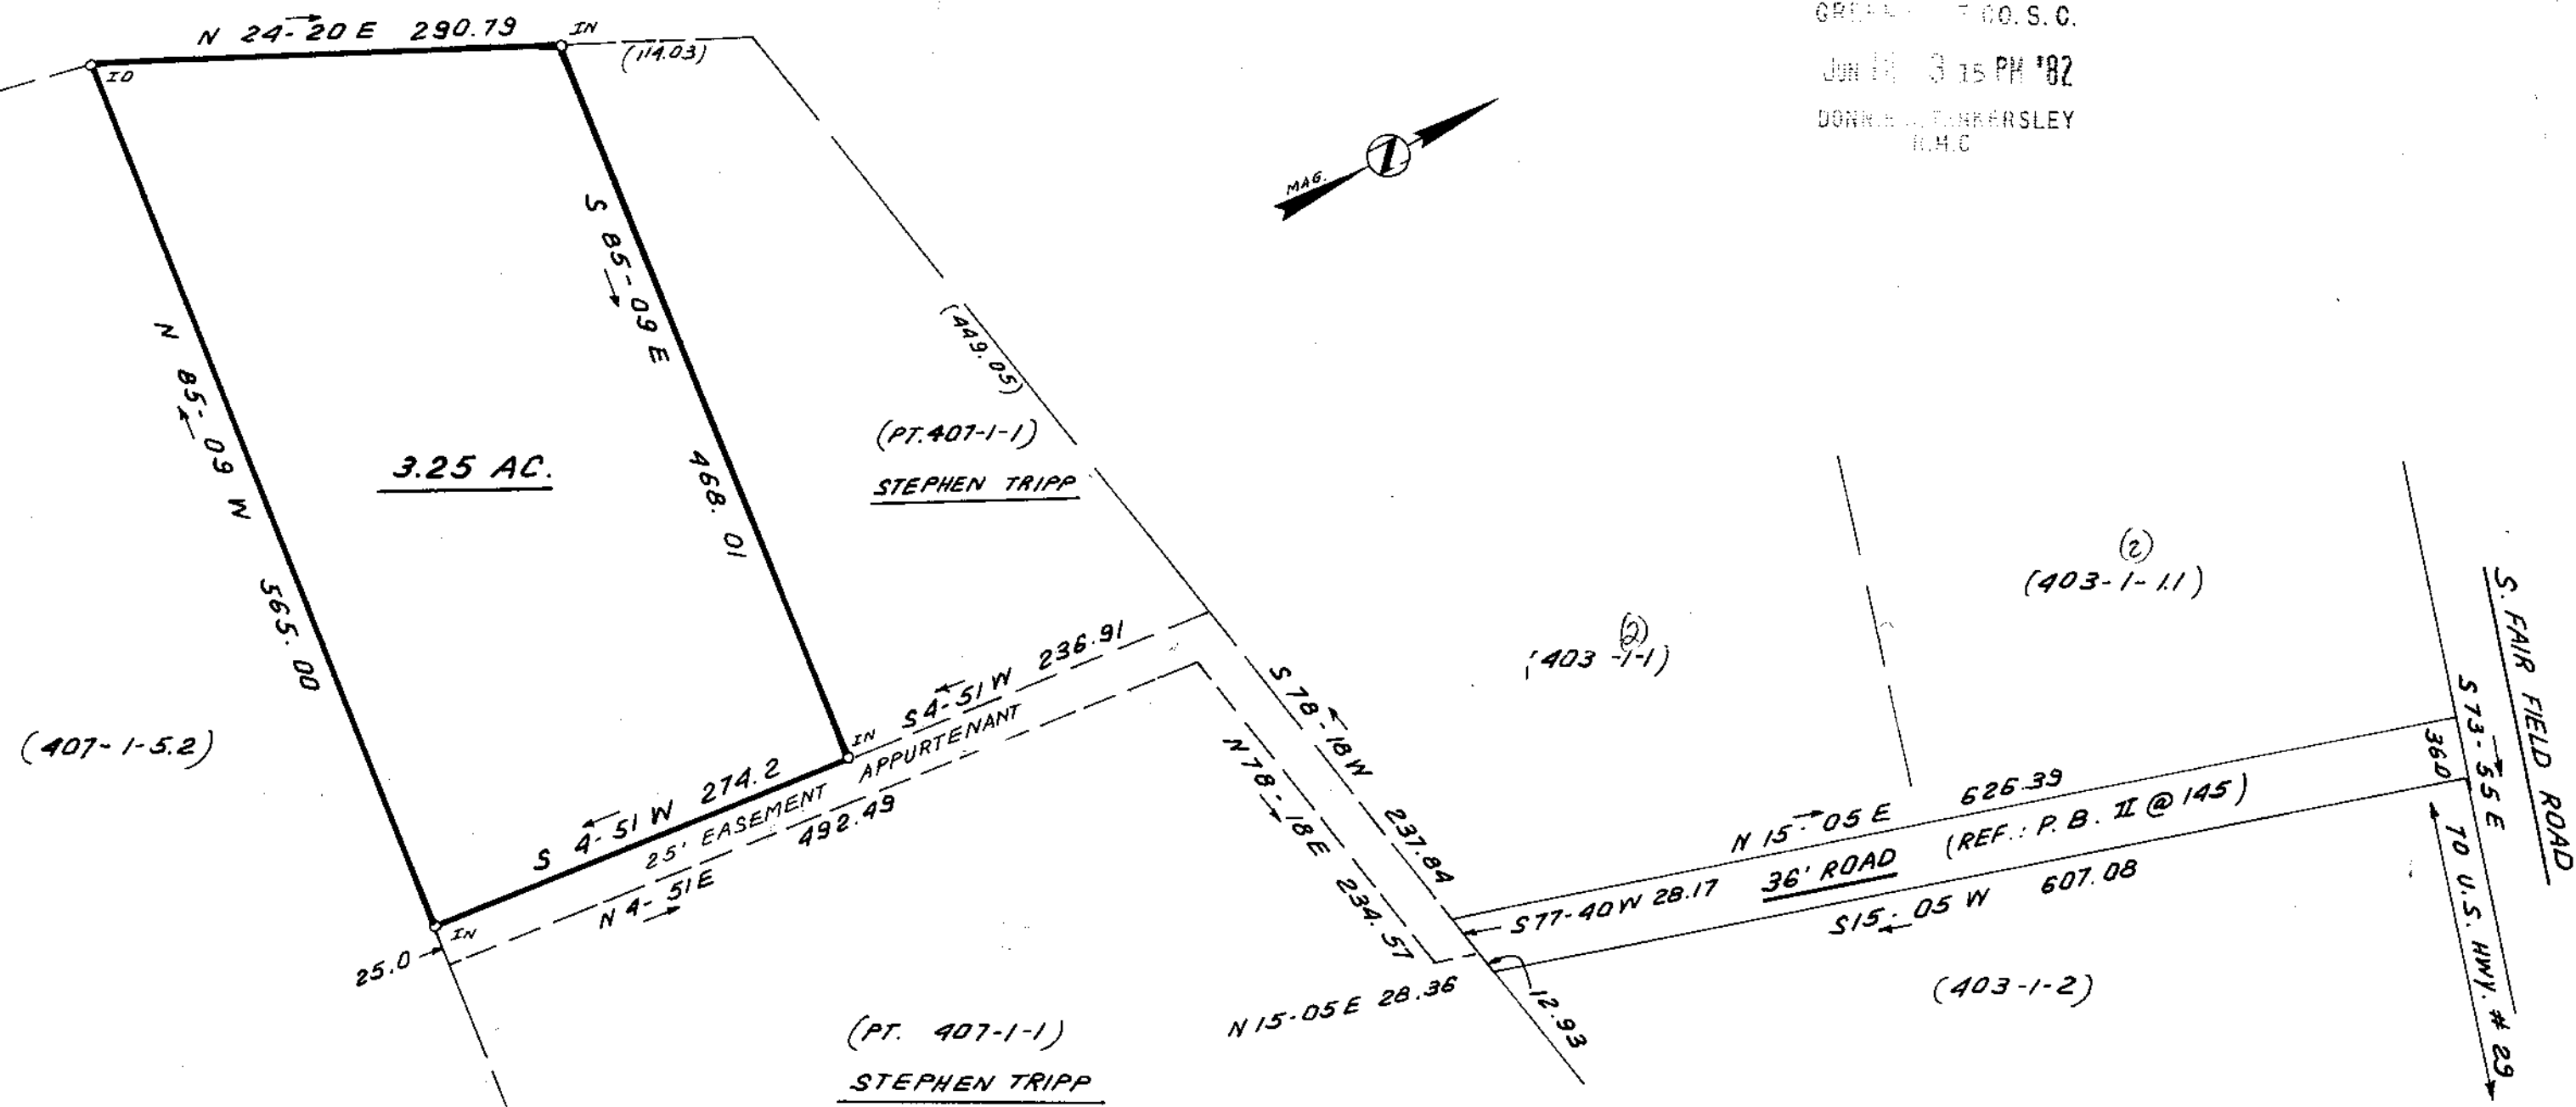 N 24-20 E 290.79
IN
(114.03)
IO
CO. S. C.
JUN 3 15 PM '82
TANKERSLEY
R.M.C
MAG.
S 85-09 E
468.01
N 85-09 W 565.00
3.25 AC.
(449.05)
(PT. 407-1-1)
STEPHEN TRIPP
(2)
(403-1-1.1)
(2)
(403-1-1)
S. FAIR FIELD ROAD
S 73-55 E
36.0
TO U.S. HWY. # 29
S 4-51 W 236.91
IN
S 4-51 W 274.2
25' EASEMENT APPURTENANT
492.49
N 4-51 E
IN
25.0
(407-1-5.2)
S 78-18 W 237.84
N 78-18 E 234.57
N 15-05 E 626.39
36' ROAD (REF.: P. B. II @ 145)
S 77-40 W 28.17
S 15-05 W 607.08
12.93
N 15-05 E 28.36
(403-1-2)
(PT. 407-1-1)
STEPHEN TRIPP